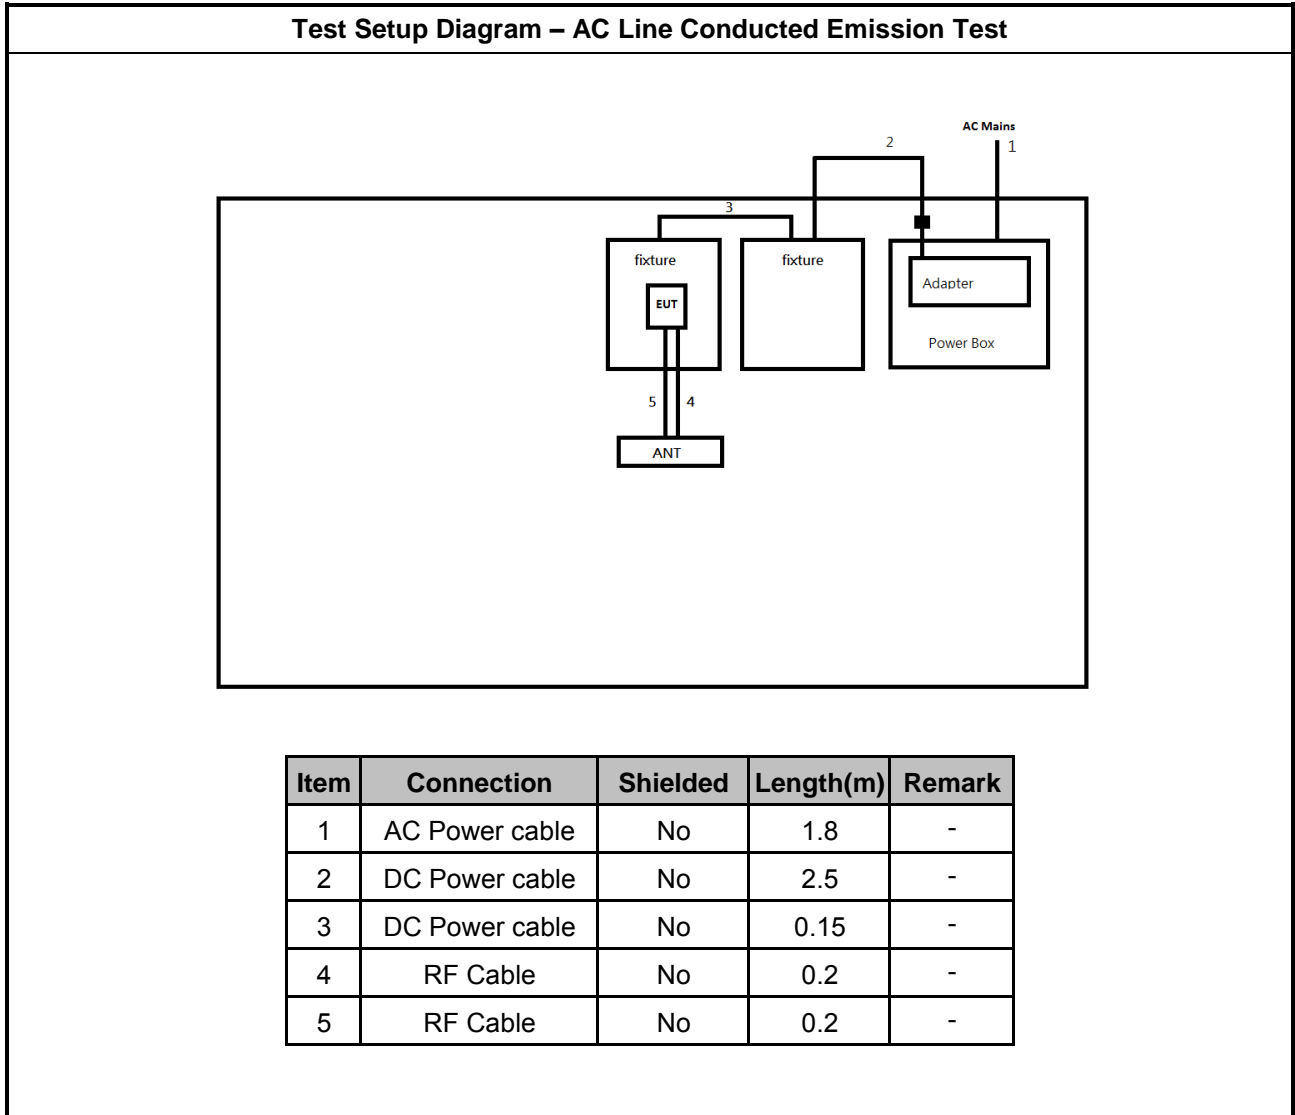 Test Setup Diagram – AC Line Conducted Emission Test
AC Mains
1
2
3
fixture
fixture
EUT
Adapter
Power Box
5
4
ANT
Item Connection Shielded Length(m) Remark
1 AC Power cable No 1.8 -
2 DC Power cable No 2.5 -
3 DC Power cable No 0.15 -
4 RF Cable No 0.2 -
5 RF Cable No 0.2 -